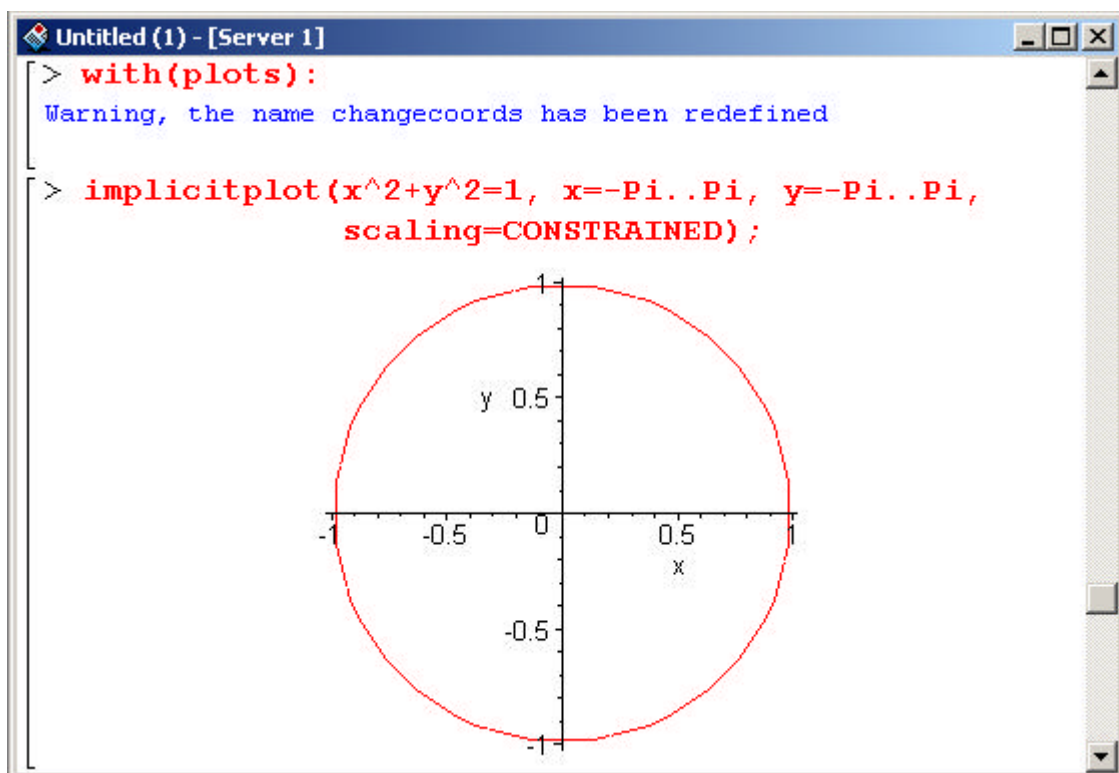 Untitled (1) - [Server 1]
> with(plots):
Warning, the name changecoords has been redefined
> implicitplot(x^2+y^2=1, x=-Pi..Pi, y=-Pi..Pi,
scaling=CONSTRAINED);
1
y 0.5
-1 -0.5 0 0.5 1
x
-0.5
-1